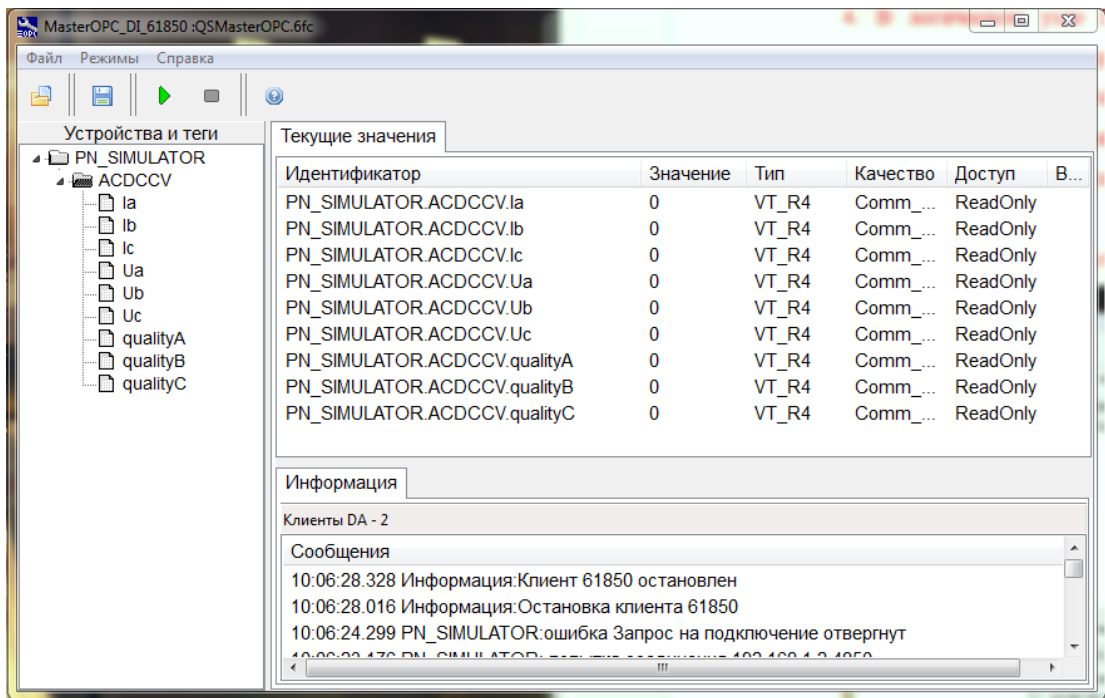 MasterOPC_DI_61850 :QSMasterOPC.6fc
Файл Режимы Справка
Устройства и теги
PN_SIMULATOR
ACDCCV
Ia
Ib
Ic
Ua
Ub
Uc
qualityA
qualityB
qualityC
Текущие значения
Идентификатор Значение Тип Качество Доступ В...
PN_SIMULATOR.ACDCCV.Ia 0 VT_R4 Comm_... ReadOnly
PN_SIMULATOR.ACDCCV.Ib 0 VT_R4 Comm_... ReadOnly
PN_SIMULATOR.ACDCCV.Ic 0 VT_R4 Comm_... ReadOnly
PN_SIMULATOR.ACDCCV.Ua 0 VT_R4 Comm_... ReadOnly
PN_SIMULATOR.ACDCCV.Ub 0 VT_R4 Comm_... ReadOnly
PN_SIMULATOR.ACDCCV.Uc 0 VT_R4 Comm_... ReadOnly
PN_SIMULATOR.ACDCCV.qualityA 0 VT_R4 Comm_... ReadOnly
PN_SIMULATOR.ACDCCV.qualityB 0 VT_R4 Comm_... ReadOnly
PN_SIMULATOR.ACDCCV.qualityC 0 VT_R4 Comm_... ReadOnly
Информация
Клиенты DA - 2
Сообщения
10:06:28.328 Информация:Клиент 61850 остановлен
10:06:28.016 Информация:Остановка клиента 61850
10:06:24.299 PN_SIMULATOR:ошибка Запрос на подключение отвергнут